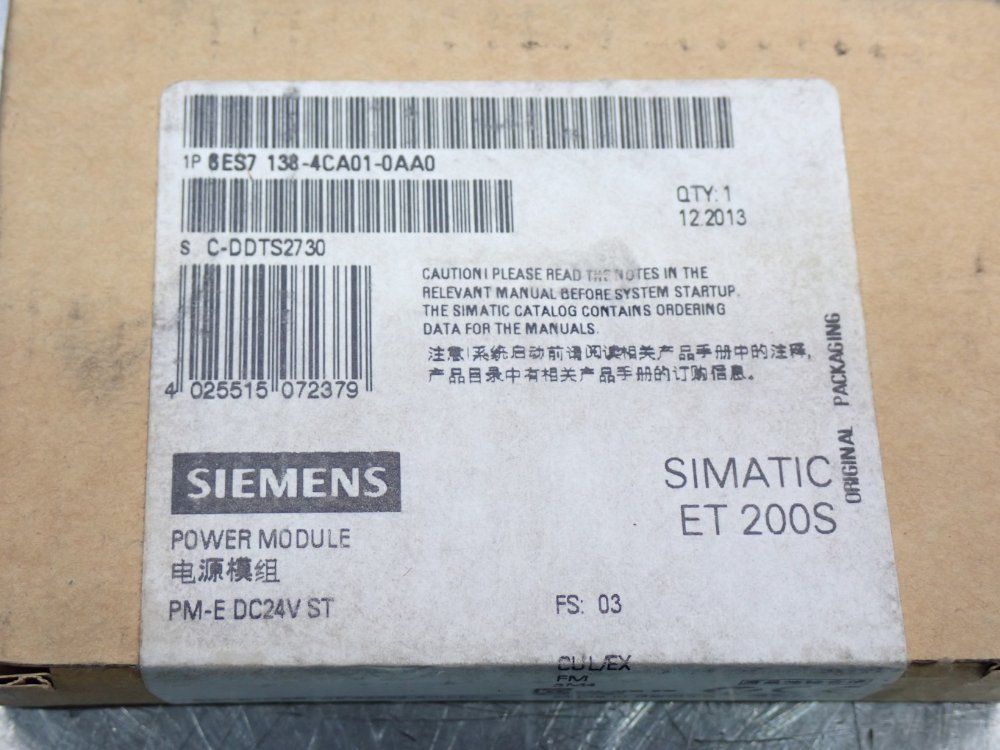 1P 6ES7 138-4CA01-0AA0
QTY: 1
12.2013
S C-DDTS2730
4 025515 072379
CAUTION! PLEASE READ THE NOTES IN THE
RELEVANT MANUAL BEFORE SYSTEM STARTUP.
THE SIMATIC CATALOG CONTAINS ORDERING
DATA FOR THE MANUALS.
注意!系统启动前请阅读相关产品手册中的注释,
产品目录中有相关产品手册的订购信息。
ORIGINAL PACKAGING
SIEMENS
SIMATIC
ET 200S
POWER MODULE
电源模组
PM-E DC24V ST
FS: 03
CU L/EX
FM